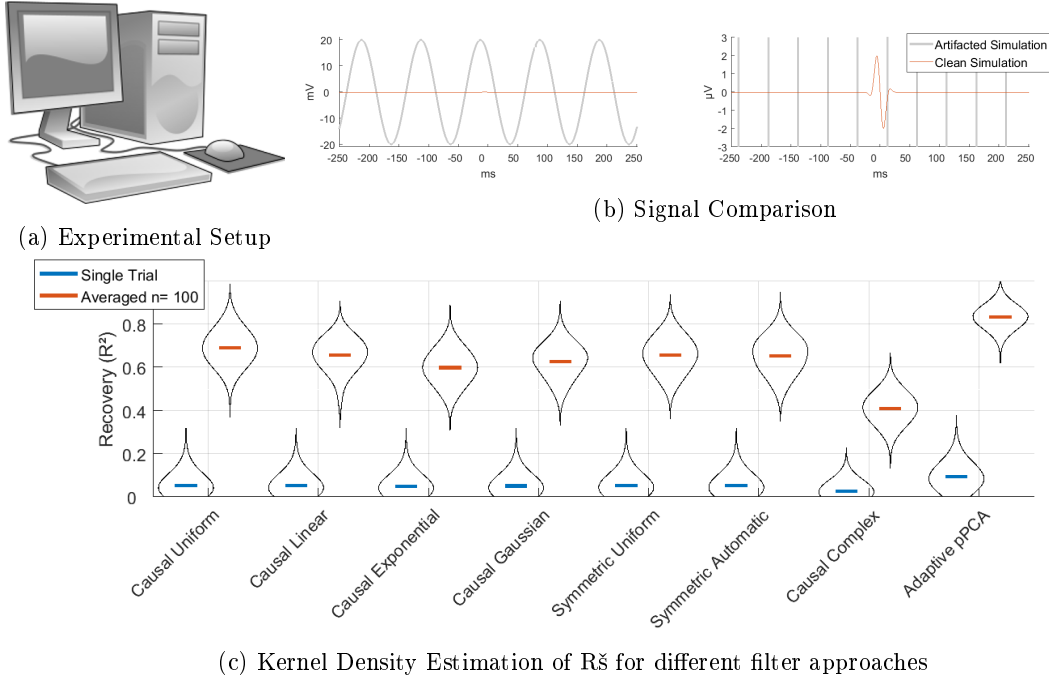 20
10
0
-10
-20
mV
-250 -200 -150 -100 -50 0 50 100 150 200 250
ms
3
2
1
0
-1
-2
-3
µV
-250 -200 -150 -100 -50 0 50 100 150 200 250
ms
Artifacted Simulation
Clean Simulation
(a) Experimental Setup
(b) Signal Comparison
Single Trial
Averaged n= 100
0.8
0.6
0.4
0.2
0
Recovery (R²)
Causal Uniform
Causal Linear
Causal Exponential
Causal Gaussian
Symmetric Uniform
Symmetric Automatic
Causal Complex
Adaptive pPCA
(c) Kernel Density Estimation of Rš for different filter approaches